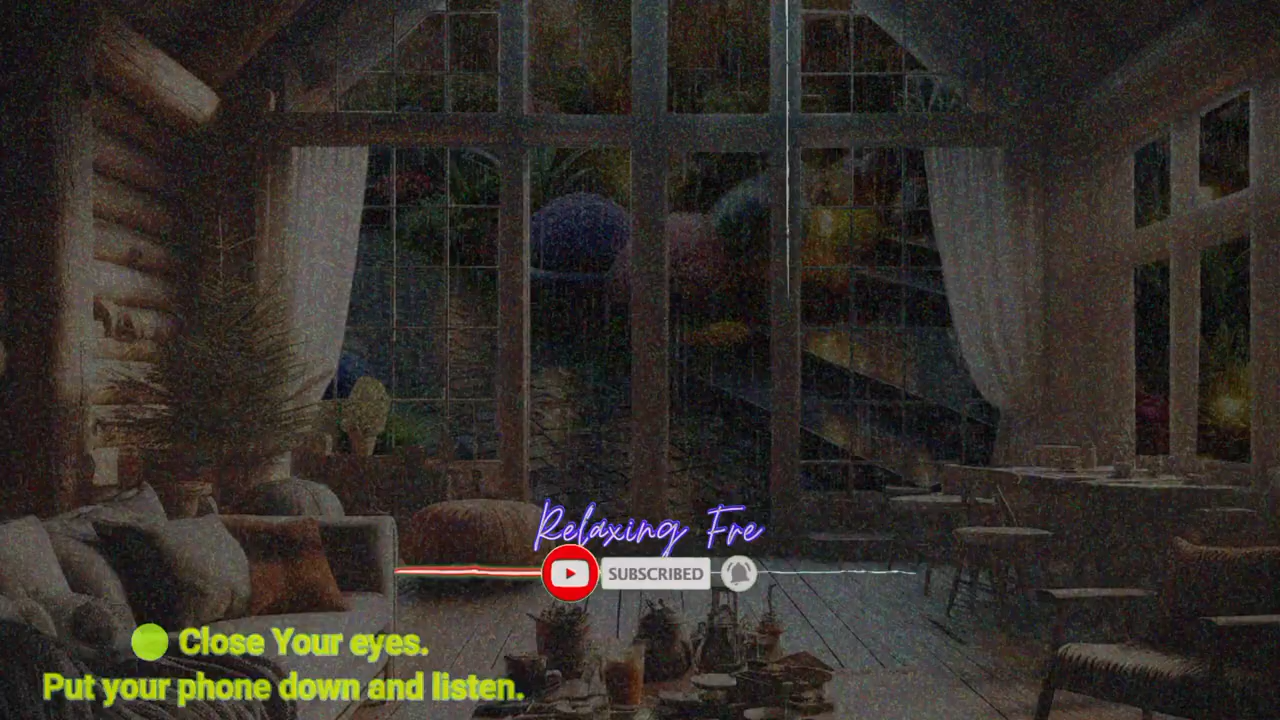 Relaxing Fre
SUBSCRIBED
Close Your eyes.
Put your phone down and listen.